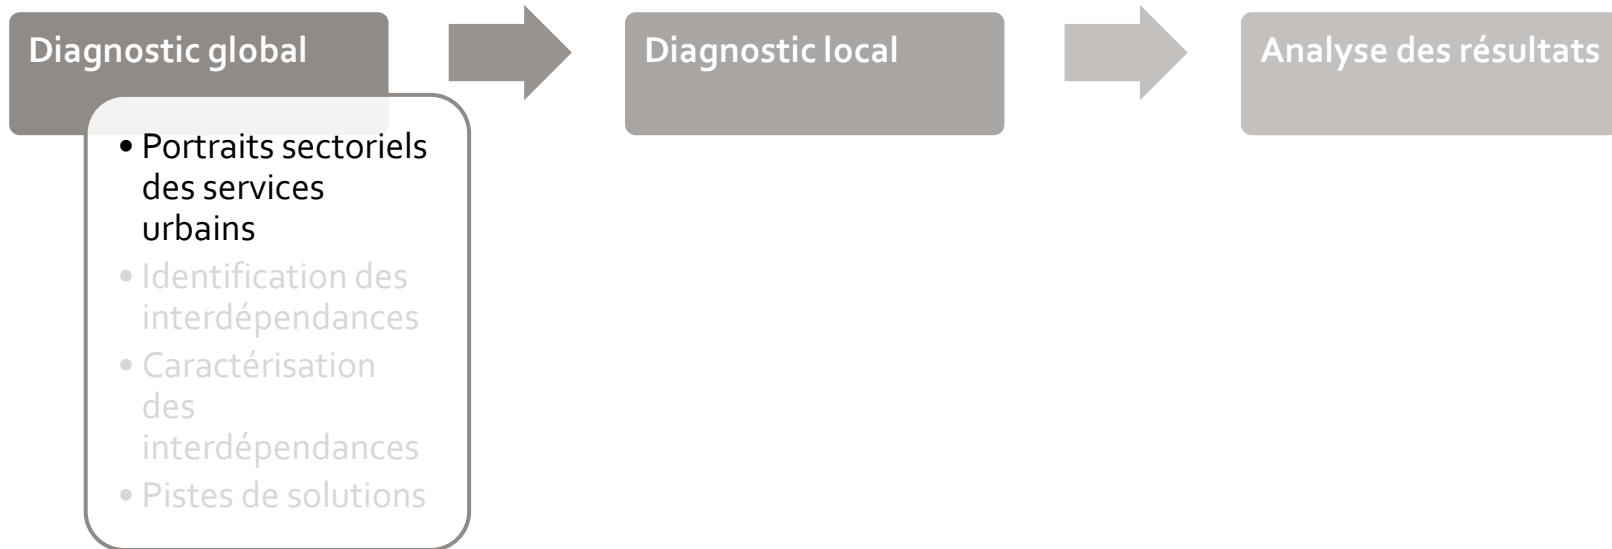 Diagnostic global
• Portraits sectoriels
des services
urbains
• Identification des
interdépendances
• Caractérisation
des
interdépendances
• Pistes de solutions
Diagnostic local
Analyse des résultats